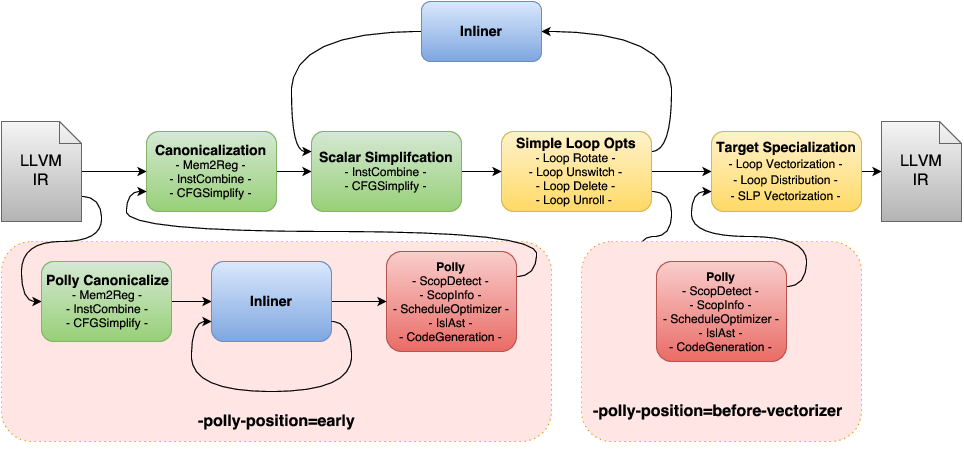 Inliner
LLVM
IR
Canonicalization
- Mem2Reg -
- InstCombine -
- CFGSimplify -
Scalar Simplifcation
- InstCombine -
- CFGSimplify -
Simple Loop Opts
- Loop Rotate -
- Loop Unswitch -
- Loop Delete -
- Loop Unroll -
Target Specialization
- Loop Vectorization -
- Loop Distribution -
- SLP Vectorization -
LLVM
IR
Polly Canonicalize
- Mem2Reg -
- InstCombine -
- CFGSimplify -
Inliner
Polly
- ScopDetect -
- ScopInfo -
- ScheduleOptimizer -
- IslAst -
- CodeGeneration -
-polly-position=early
Polly
- ScopDetect -
- ScopInfo -
- ScheduleOptimizer -
- IslAst -
- CodeGeneration -
-polly-position=before-vectorizer